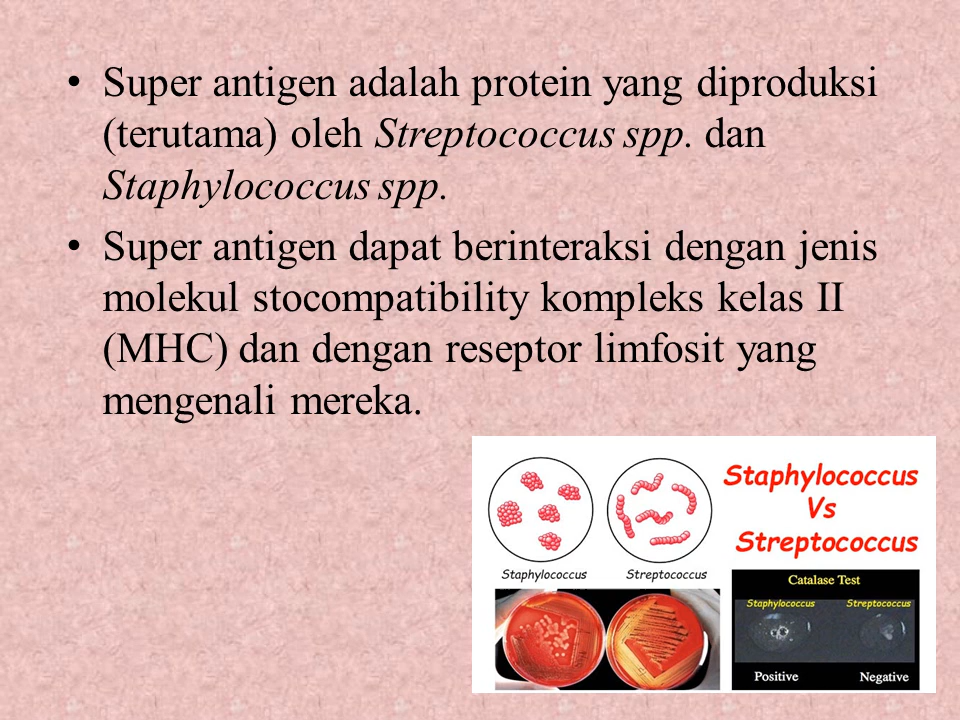 • Super antigen adalah protein yang diproduksi
(terutama) oleh Streptococcus spp. dan
Staphylococcus spp.
• Super antigen dapat berinteraksi dengan jenis
molekul stocompatibility kompleks kelas II
(MHC) dan dengan reseptor limfosit yang
mengenali mereka.
Staphylococcus
Vs
Streptococcus
Staphylococcus
Streptococcus
Catalase Test
Staphylococcus
Streptococcus
Positive
Negative